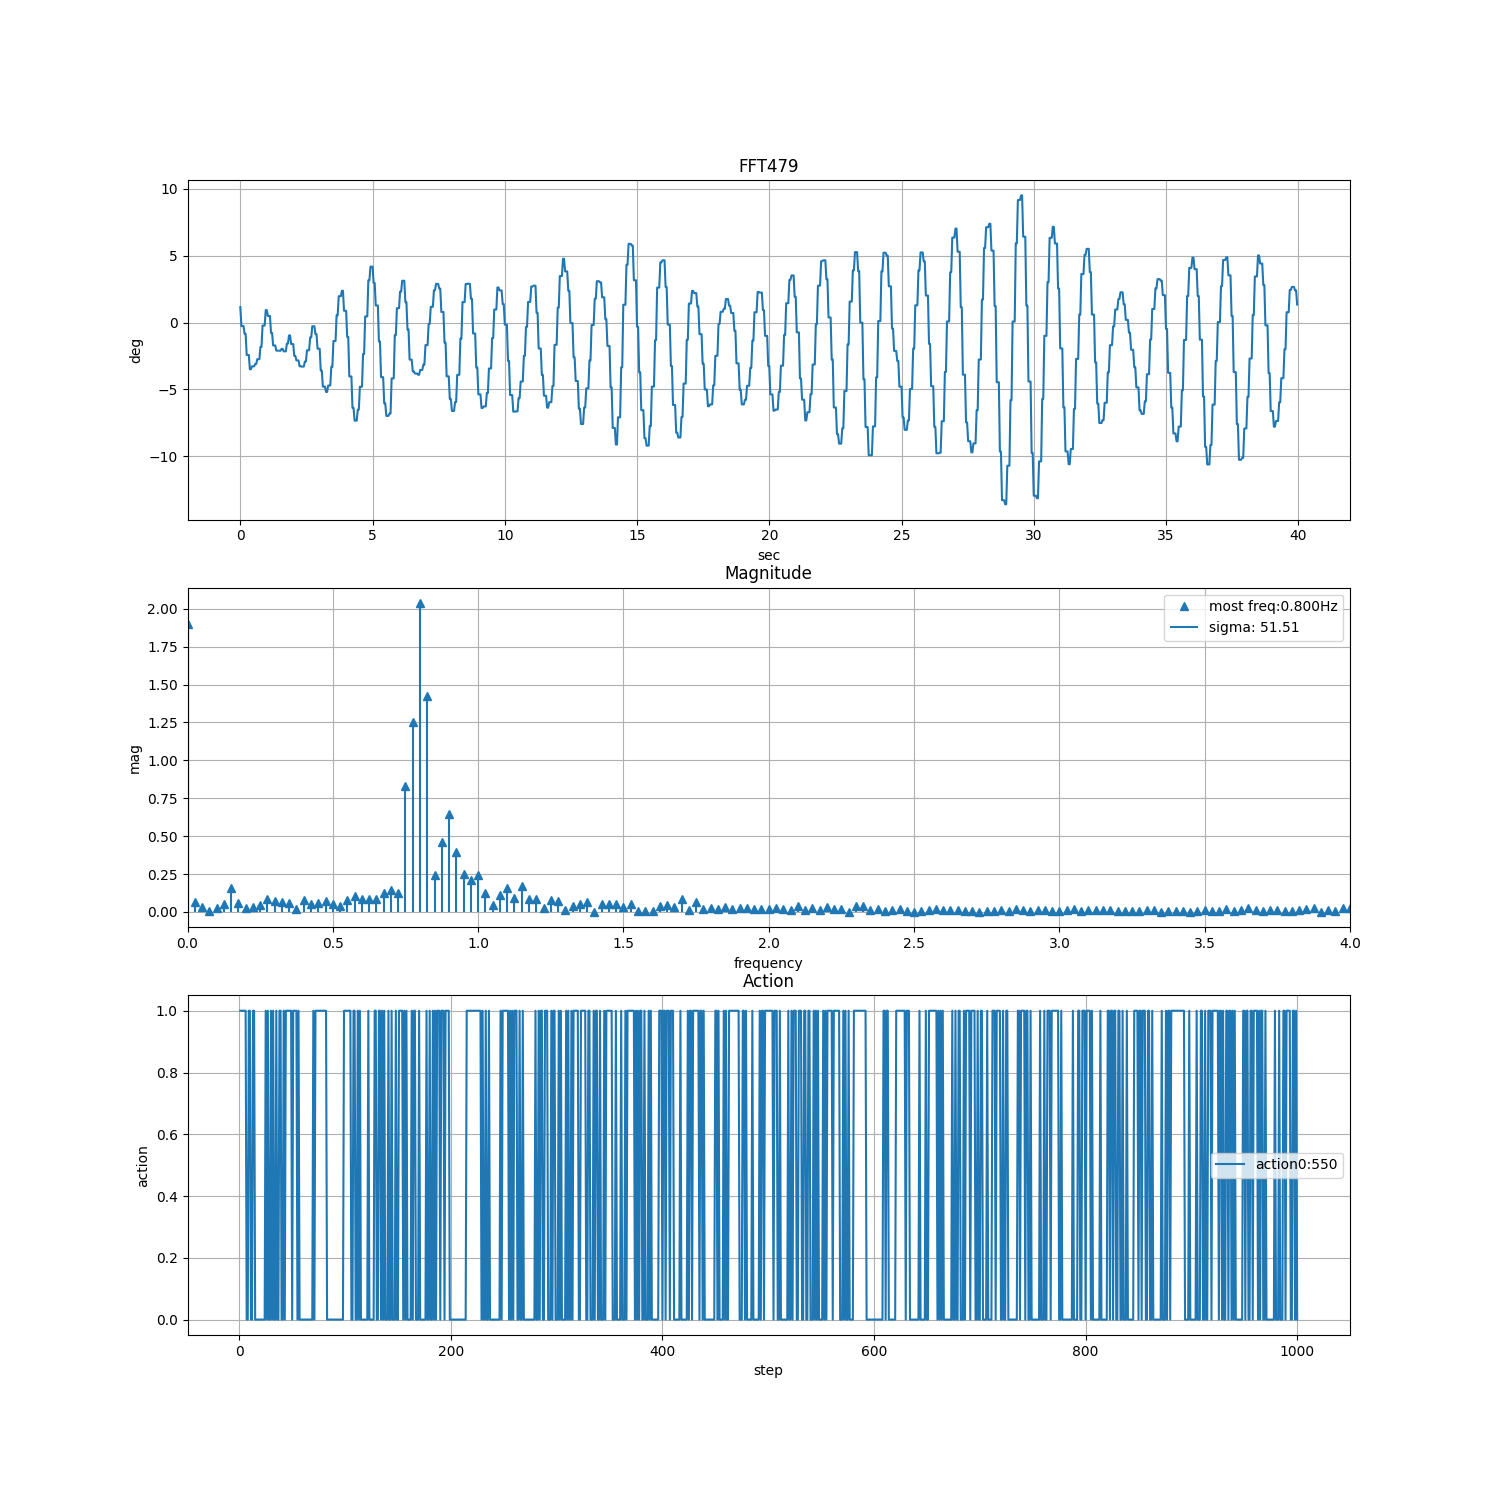 FFT479
10
5
0
−5
−10
deg
0 5 10 15 20 25 30 35 40
sec
Magnitude
2.00
1.75
1.50
1.25
1.00
0.75
0.50
0.25
0.00
mag
most freq:0.800Hz
sigma: 51.51
0.0 0.5 1.0 1.5 2.0 2.5 3.0 3.5 4.0
frequency
Action
1.0
0.8
0.6
0.4
0.2
0.0
action
action0:550
0 200 400 600 800 1000
step